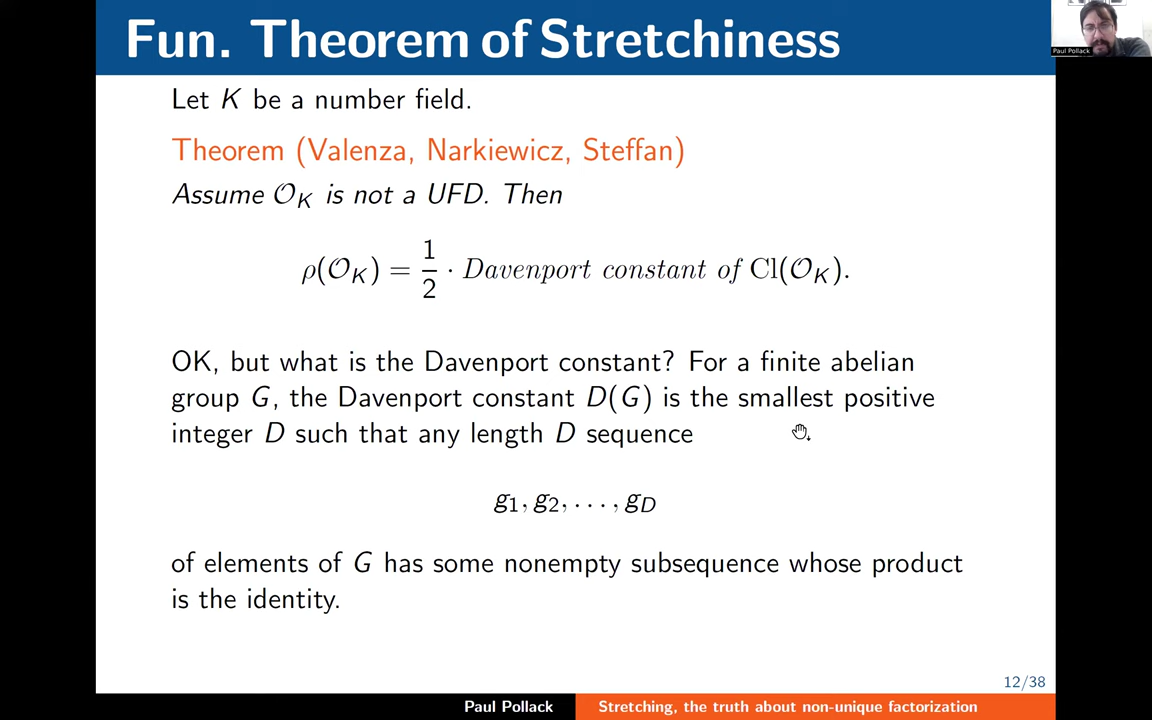 Fun. Theorem of Stretchiness
Paul Pollack
Let K be a number field.
Theorem (Valenza, Narkiewicz, Steffan)
Assume 𝒪_K is not a UFD. Then
ρ(𝒪_K) = 1/2 · Davenport constant of Cl(𝒪_K).
OK, but what is the Davenport constant? For a finite abelian
group G, the Davenport constant D(G) is the smallest positive
integer D such that any length D sequence
g₁, g₂, . . . , g_D
of elements of G has some nonempty subsequence whose product
is the identity.
12/38
Paul Pollack Stretching, the truth about non-unique factorization